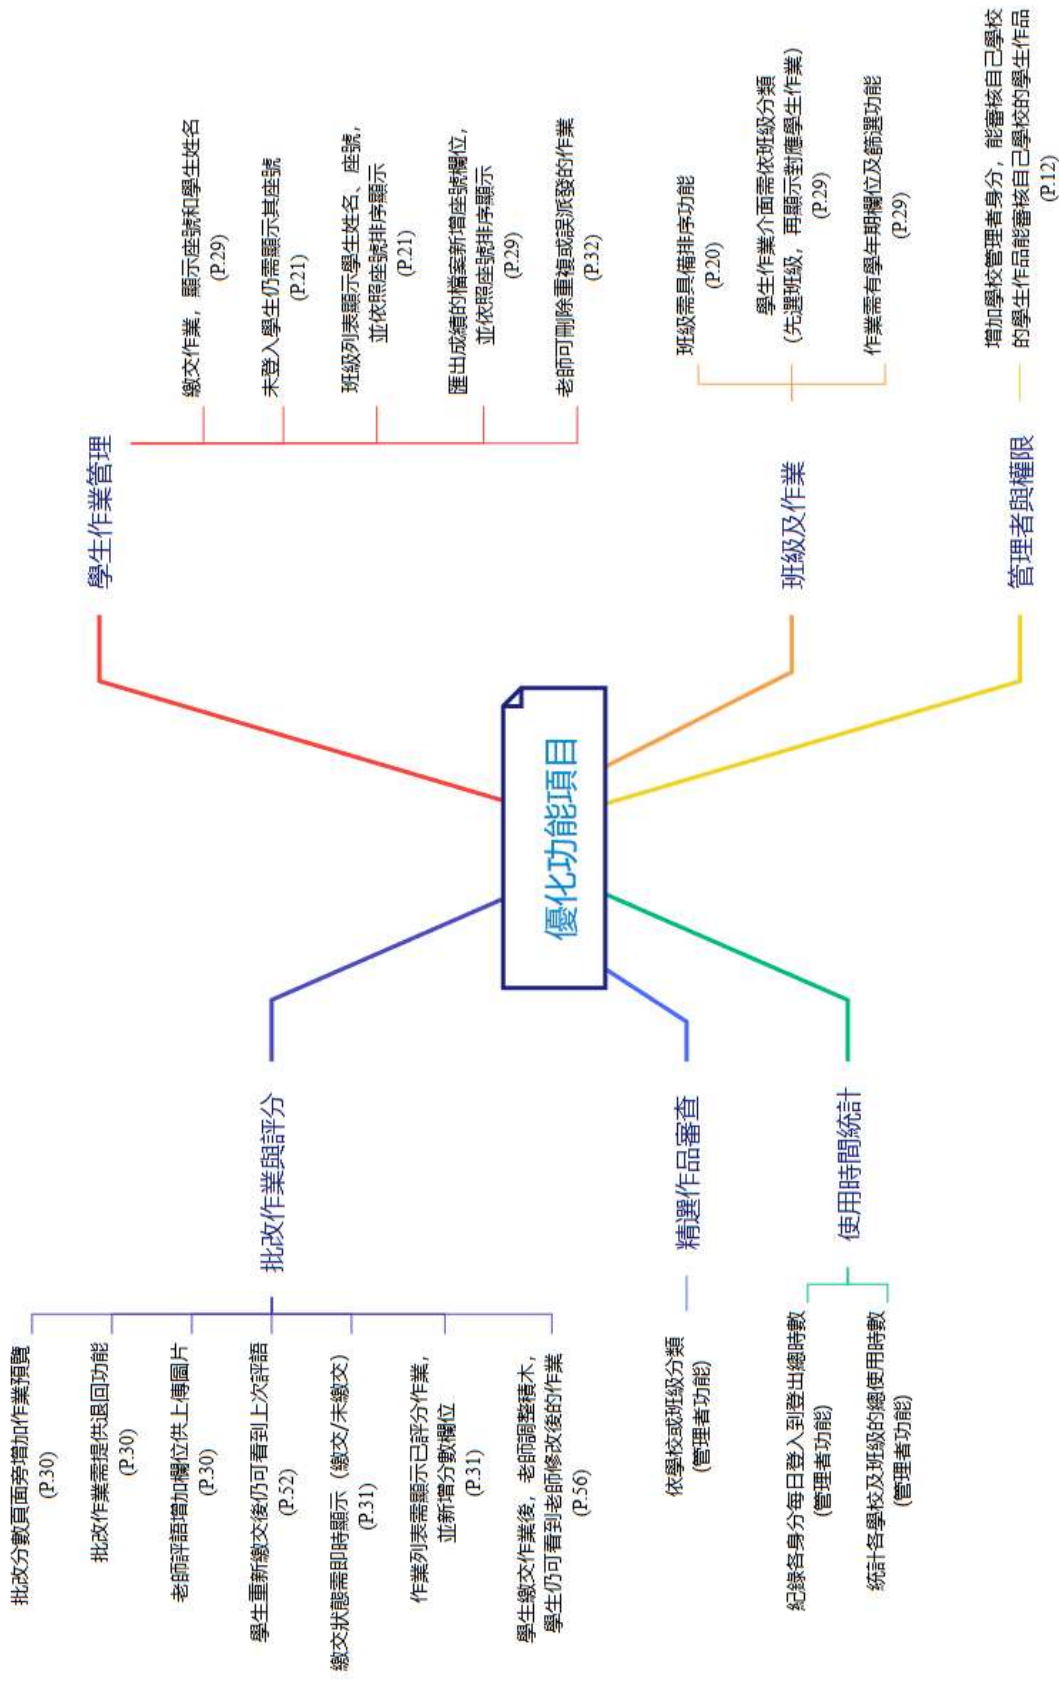 優化功能項目
學生作業管理
繳交作業，顯示座號和學生姓名
(P.29)
未登入學生仍需顯示其座號
(P.21)
班級列表顯示學生姓名、座號，
並依照座號排序顯示
(P.21)
匯出成績的檔案新增座號欄位，
並依照座號排序顯示
(P.29)
老師可刪除重複或誤派發的作業
(P.32)
班級及作業
班級需具備排序功能
(P.20)
學生作業介面需依班級分類
(先選班級，再顯示對應學生作業)
(P.29)
作業需有學年期欄位及篩選功能
(P.29)
管理者與權限
增加學校管理者身分，能審核自己學校
的學生作品能審核自己學校的學生作品
(P.12)
批改作業與評分
批改分數頁面旁增加作業預覽
(P.30)
批改作業需提供退回功能
(P.30)
老師評語增加欄位供上傳圖片
(P.30)
學生重新繳交後仍可看到上次評語
(P.52)
繳交狀態需即時顯示（繳交/未繳交）
(P.31)
作業列表需顯示已評分作業，
並新增分數欄位
(P.31)
學生繳交作業後，老師調整積木，
學生仍可看到老師修改後的作業
(P.56)
精選作品審查
依學校或班級分類
(管理者功能)
使用時間統計
紀錄各身分每日登入到登出總時數
(管理者功能)
統計各學校及班級的總使用時數
(管理者功能)